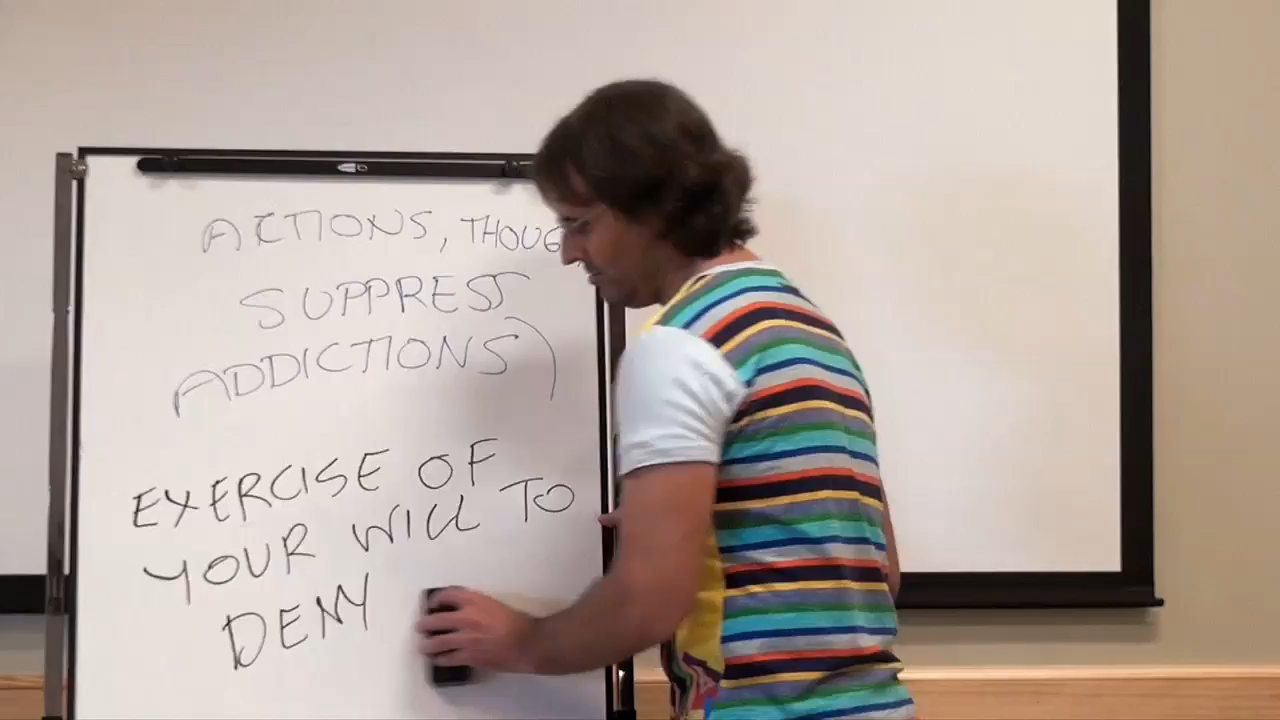 ACTIONS, THOUG
SUPPRESS
ADDICTIONS)
EXERCISE OF
YOUR WILL TO
DENY